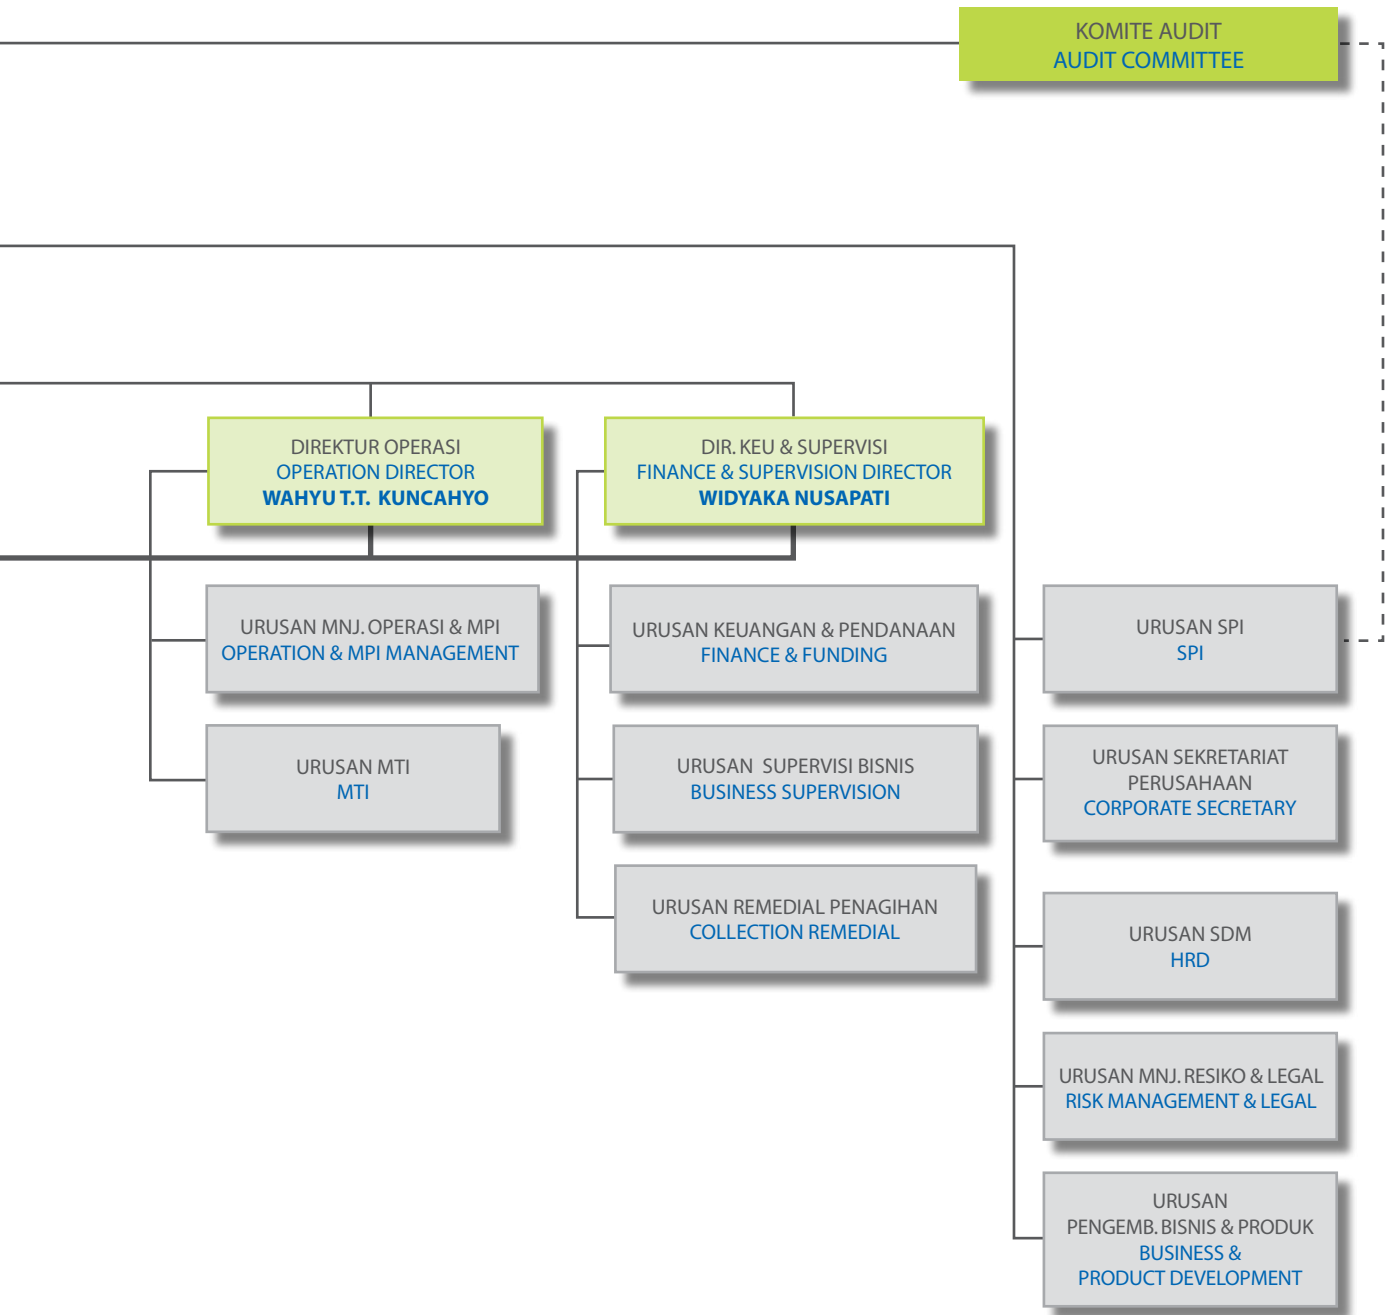 KOMITE AUDIT
AUDIT COMMITTEE
DIREKTUR OPERASI
OPERATION DIRECTOR
WAHYU T.T. KUNCAHYO
DIR. KEU & SUPERVISI
FINANCE & SUPERVISION DIRECTOR
WIDYAKA NUSAPATI
URUSAN MNJ. OPERASI & MPI
OPERATION & MPI MANAGEMENT
URUSAN MTI
MTI
URUSAN KEUANGAN & PENDANAAN
FINANCE & FUNDING
URUSAN SUPERVISI BISNIS
BUSINESS SUPERVISION
URUSAN REMEDIAL PENAGIHAN
COLLECTION REMEDIAL
URUSAN SPI
SPI
URUSAN SEKRETARIAT
PERUSAHAAN
CORPORATE SECRETARY
URUSAN SDM
HRD
URUSAN MNJ. RESIKO & LEGAL
RISK MANAGEMENT & LEGAL
URUSAN
PENGEMB. BISNIS & PRODUK
BUSINESS &
PRODUCT DEVELOPMENT